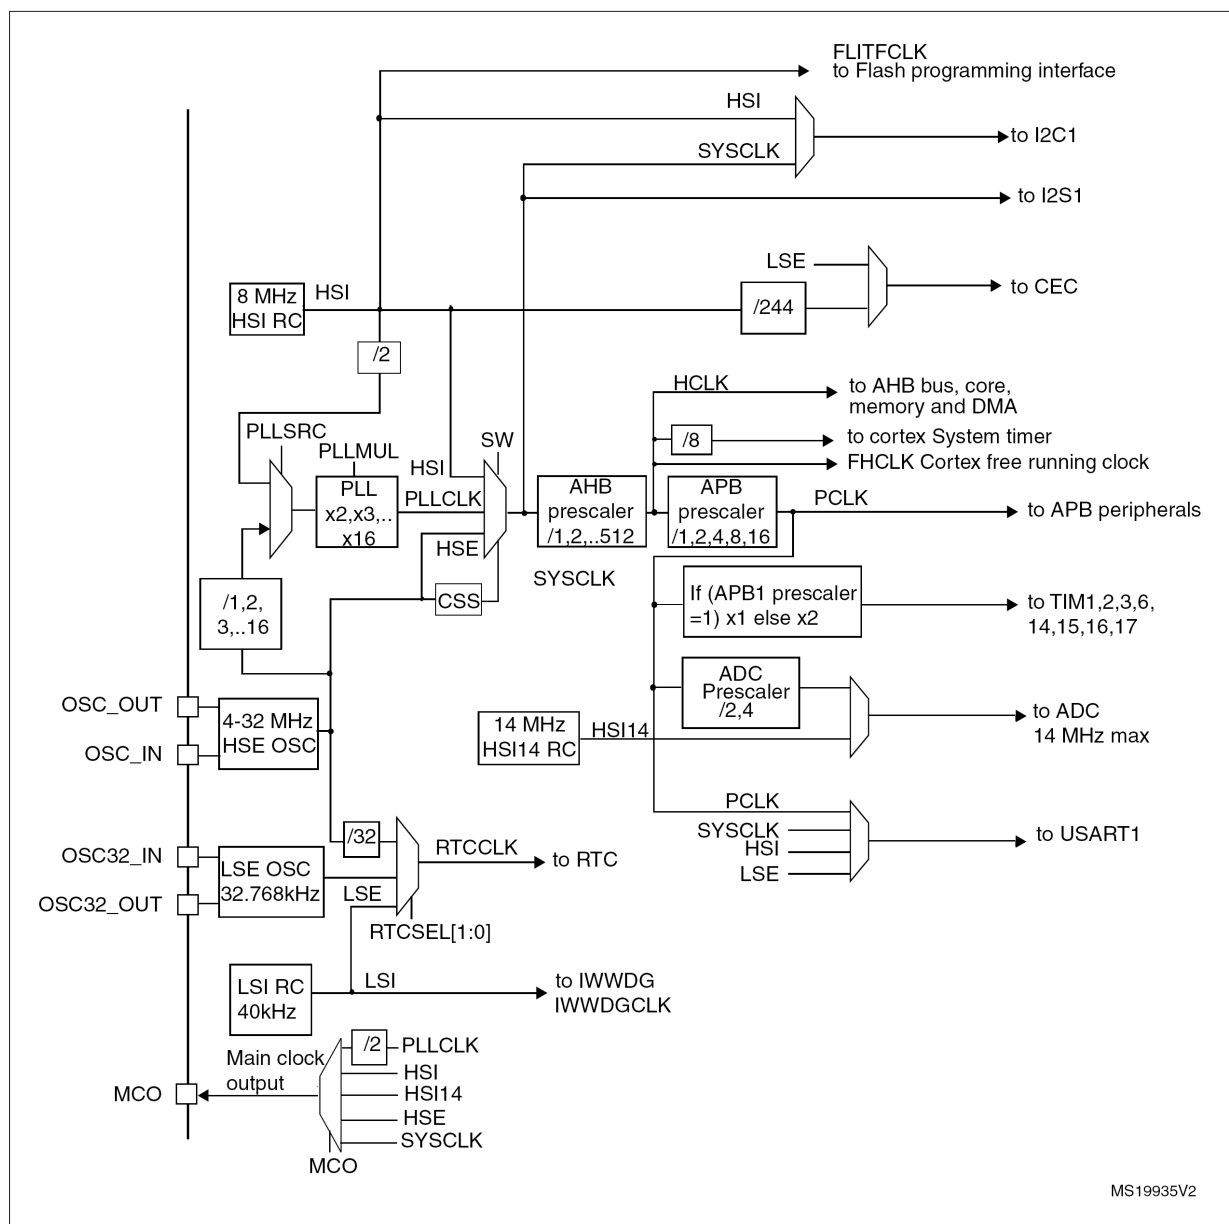 FLITFCLK
to Flash programming interface
HSI
to I2C1
SYSCLK
to I2S1
LSE
to CEC
8 MHz
HSI RC
HSI
/244
/2
HCLK
to AHB bus, core,
memory and DMA
PLLSRC
SW
/8
to cortex System timer
PLLMUL
HSI
FHCLK Cortex free running clock
PLL
x2,x3,..
x16
PLLCLK
AHB
prescaler
/1,2,..512
APB
prescaler
/1,2,4,8,16
PCLK
to APB peripherals
HSE
SYSCLK
CSS
/1,2,
3,..16
If (APB1 prescaler
=1) x1 else x2
to TIM1,2,3,6,
14,15,16,17
OSC_OUT
OSC_IN
4-32 MHz
HSE OSC
14 MHz
HSI14 RC
HSI14
ADC
Prescaler
/2,4
to ADC
14 MHz max
PCLK
SYSCLK
HSI
LSE
to USART1
/32
OSC32_IN
OSC32_OUT
LSE OSC
32.768kHz
LSE
RTCCLK
to RTC
RTCSEL[1:0]
LSI RC
40kHz
LSI
to IWWDG
IWWDGCLK
/2
PLLCLK
Main clock
output
HSI
MCO
HSI14
HSE
SYSCLK
MCO
MS19935V2